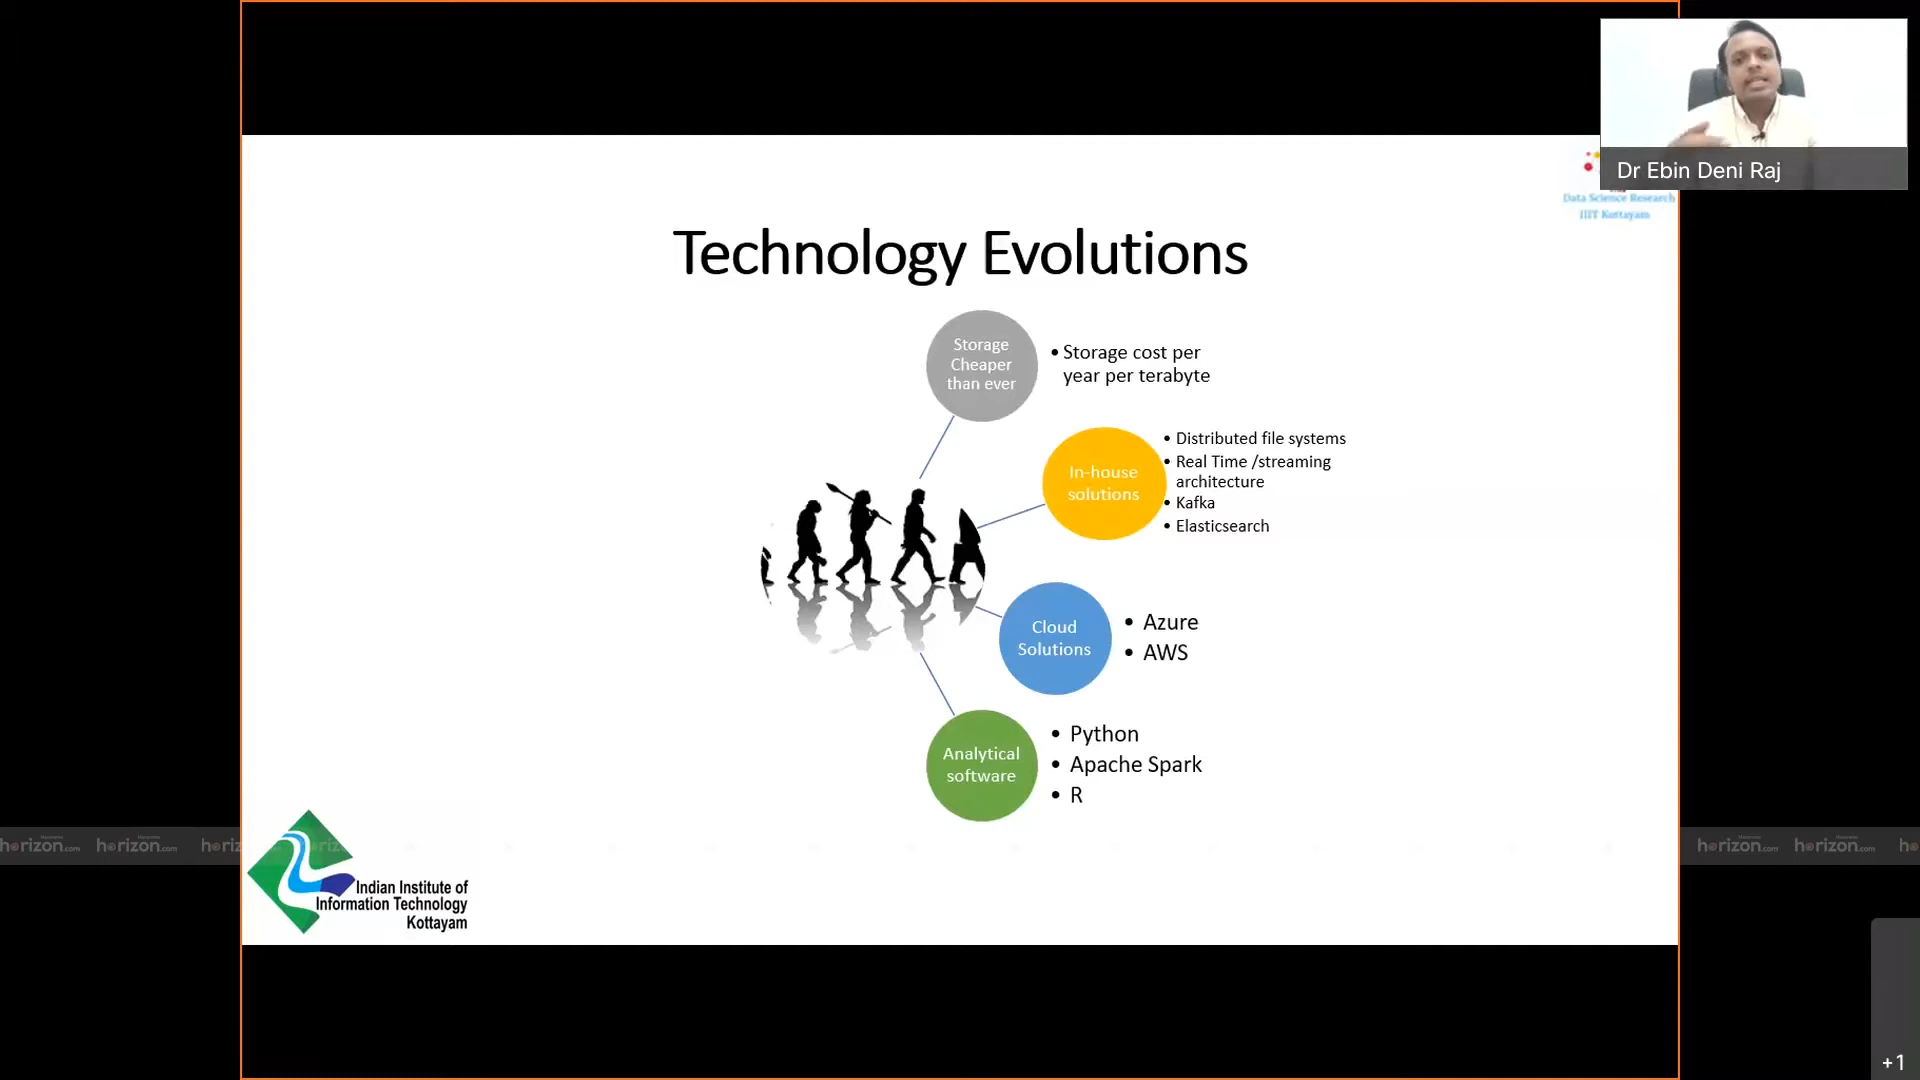 Dr Ebin Deni Raj
Data Science Research
IIIT Kottayam
Technology Evolutions
Storage
Cheaper
than ever
• Storage cost per
year per terabyte
In-house
solutions
• Distributed file systems
• Real Time /streaming
architecture
• Kafka
• Elasticsearch
Cloud
Solutions
• Azure
• AWS
Analytical
software
• Python
• Apache Spark
• R
horizon.com horizon.com horiz
horizon.com horizon.com ho
Indian Institute of
Information Technology
Kottayam
+1